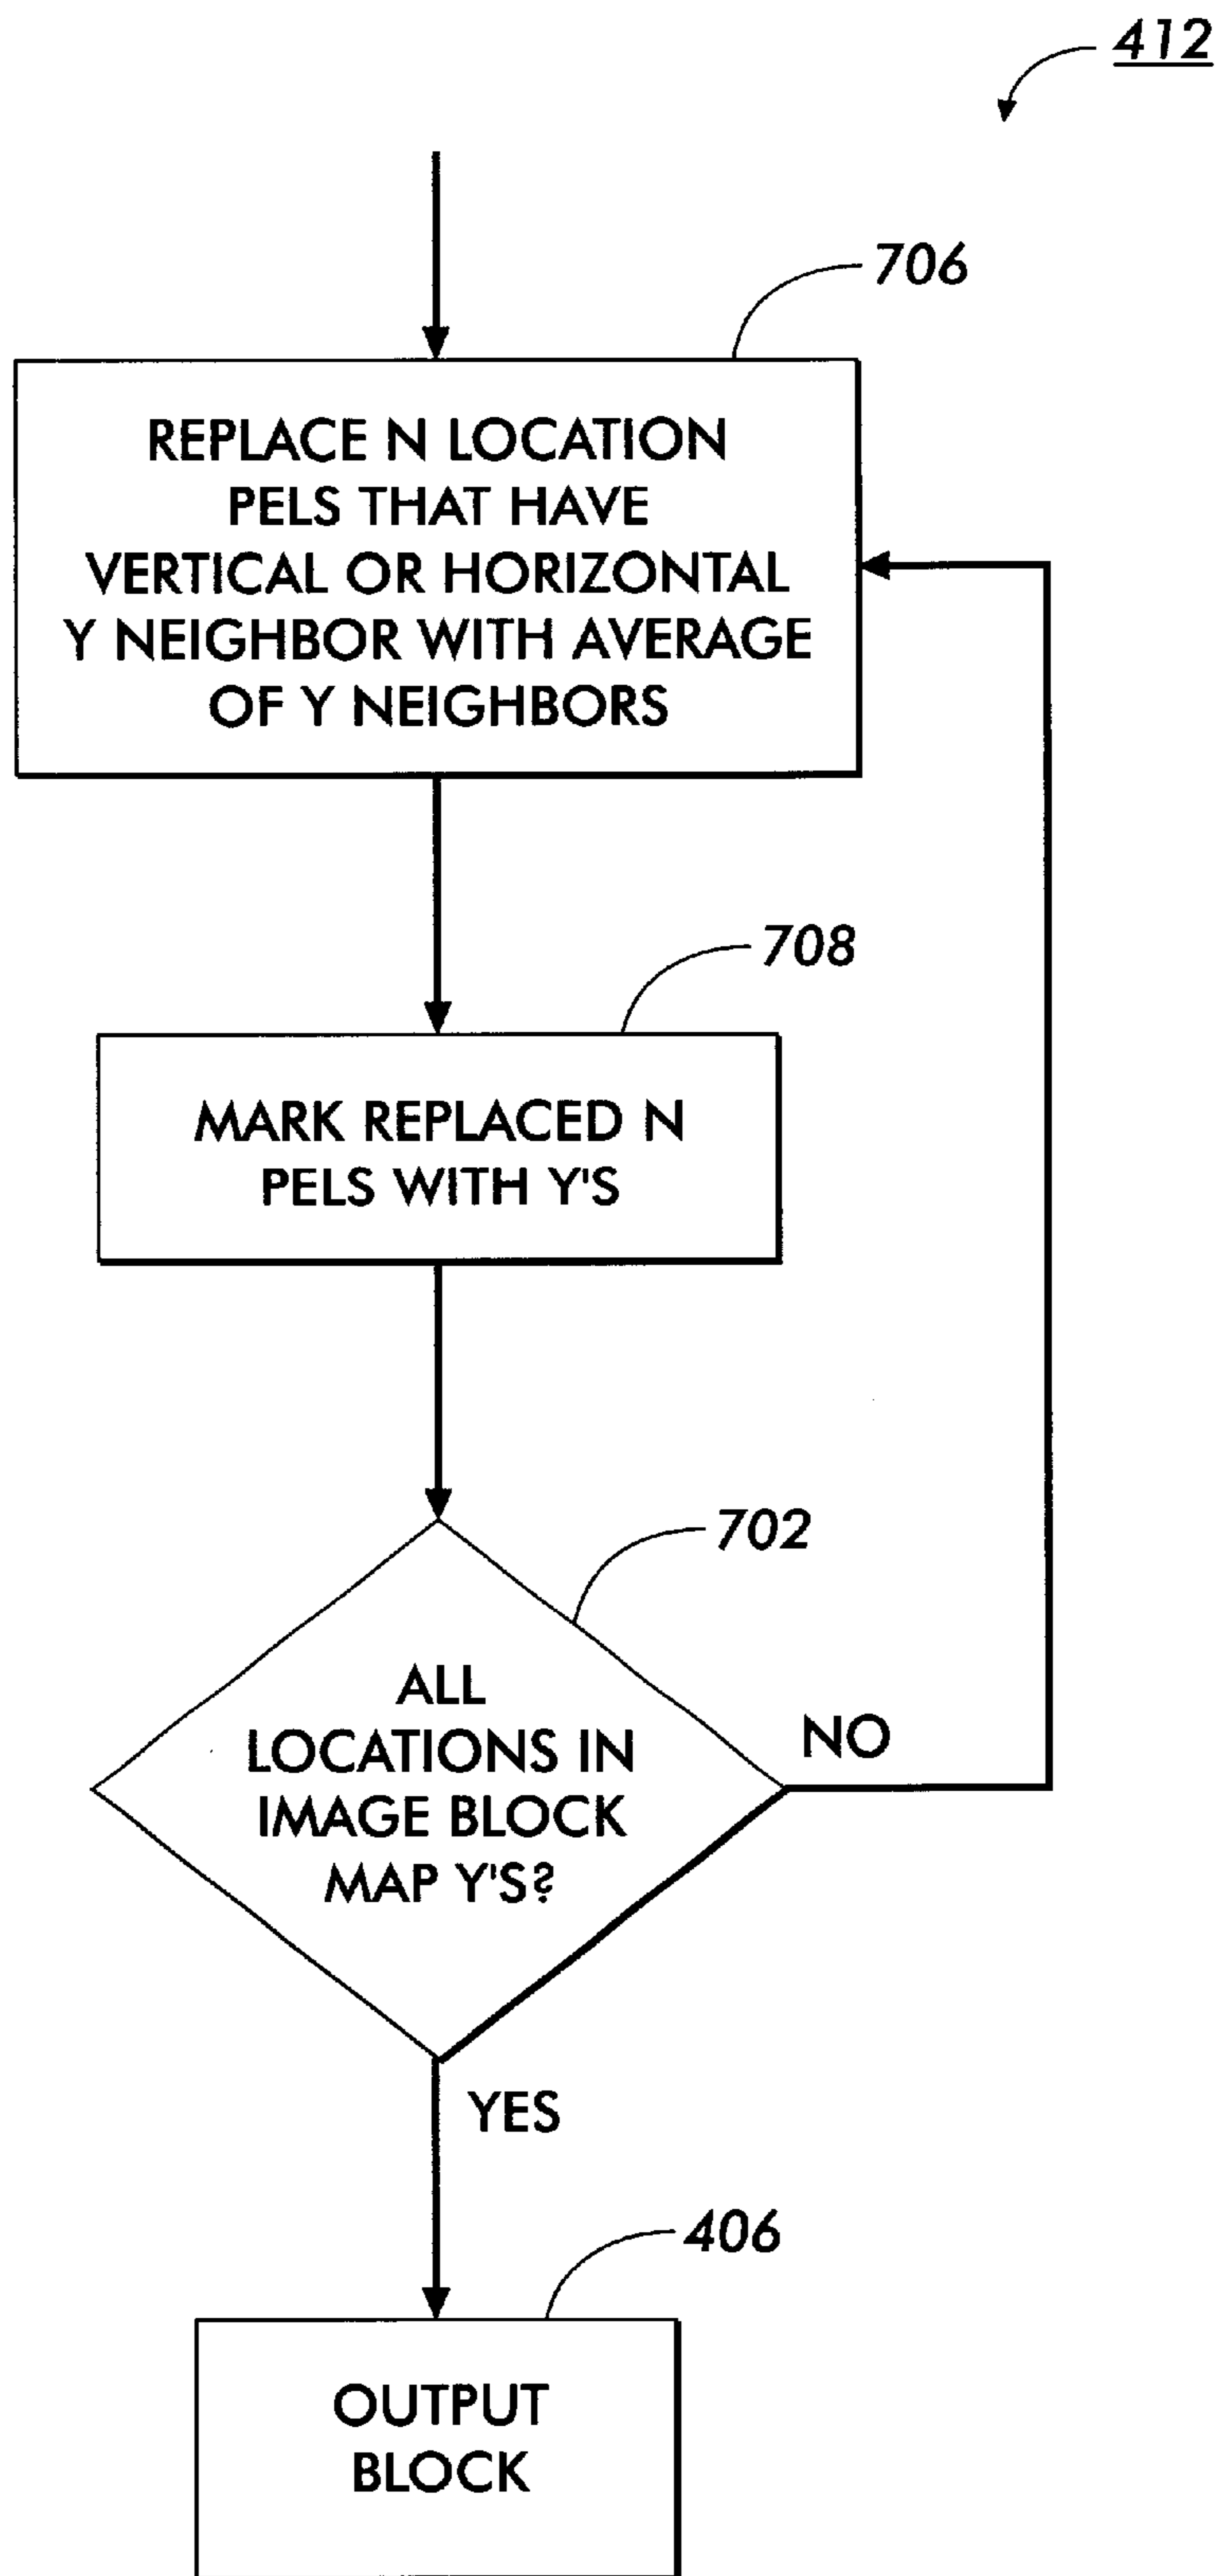 412
706
REPLACE N LOCATION
PELS THAT HAVE
VERTICAL OR HORIZONTAL
Y NEIGHBOR WITH AVERAGE
OF Y NEIGHBORS
708
MARK REPLACED N
PELS WITH Y'S
702
ALL
LOCATIONS IN
IMAGE BLOCK
MAP Y'S?
NO
YES
406
OUTPUT
BLOCK